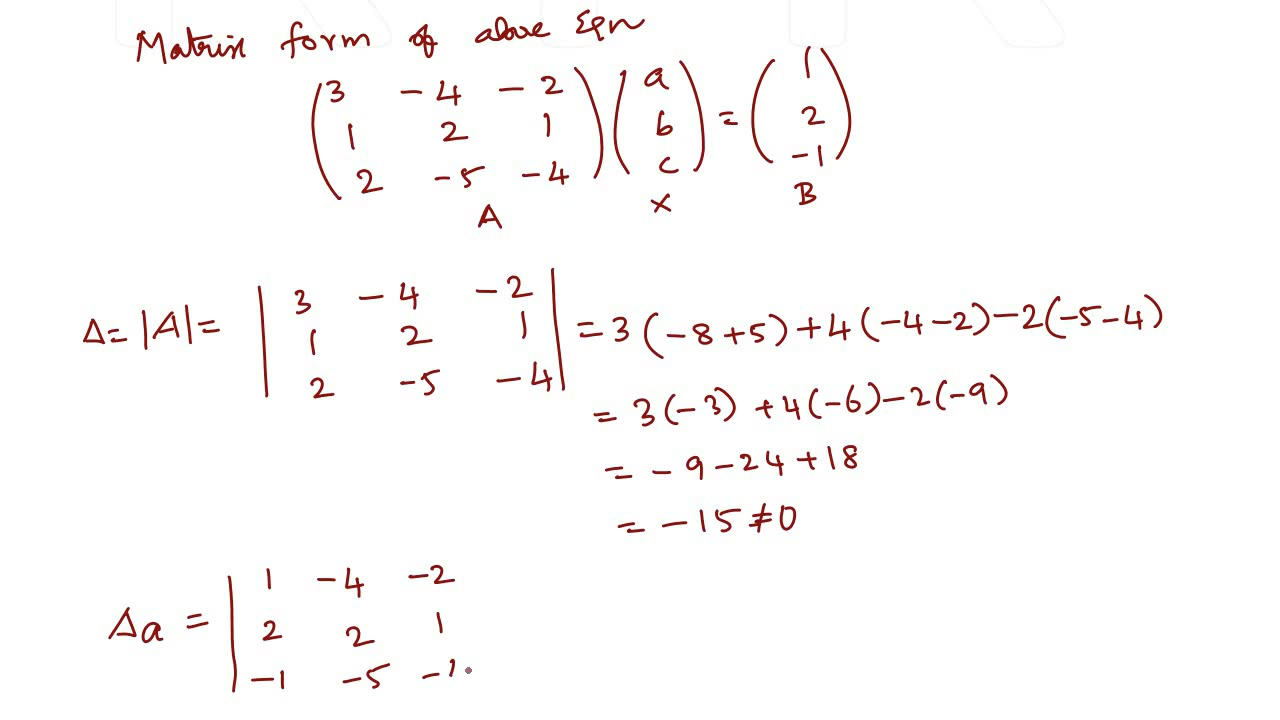 Matrix form of above Eqn
(3 -4 -2) (a) = (1)
(1 2 1) (b) (2)
(2 -5 -4) (c) (-1)
A X B
Δ= |A| = | 3 -4 -2 | = 3(-8+5)+4(-4-2)-2(-5-4)
| 1 2 1 |
| 2 -5 -4 |
= 3(-3) +4(-6)-2(-9)
= -9-24+18
= -15≠0
Δa = | 1 -4 -2
| 2 2 1
| -1 -5 -